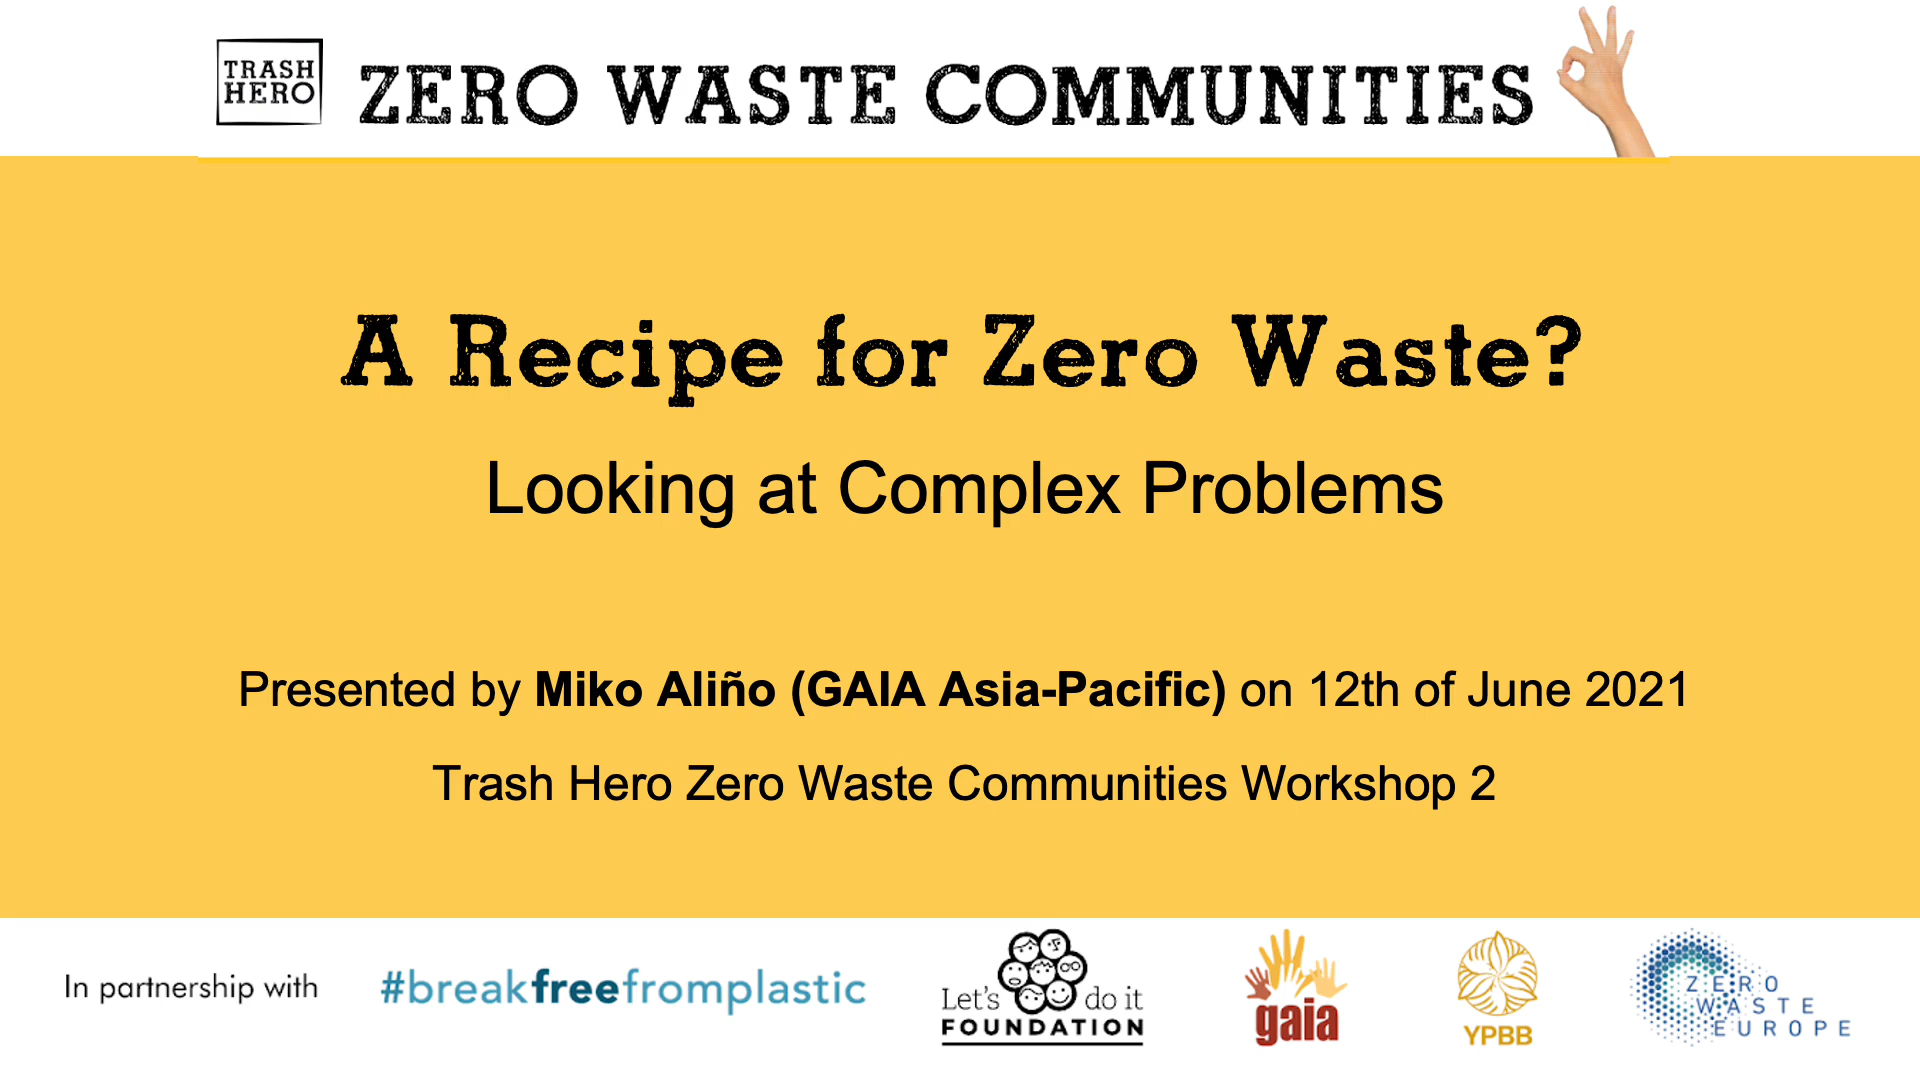 TRASH
HERO
ZERO WASTE COMMUNITIES
A Recipe for Zero Waste?
Looking at Complex Problems
Presented by Miko Aliño (GAIA Asia-Pacific) on 12th of June 2021
Trash Hero Zero Waste Communities Workshop 2
In partnership with
#breakfreefromplastic
Let's do it
FOUNDATION
gaia
YPBB
ZERO
WASTE
EUROPE